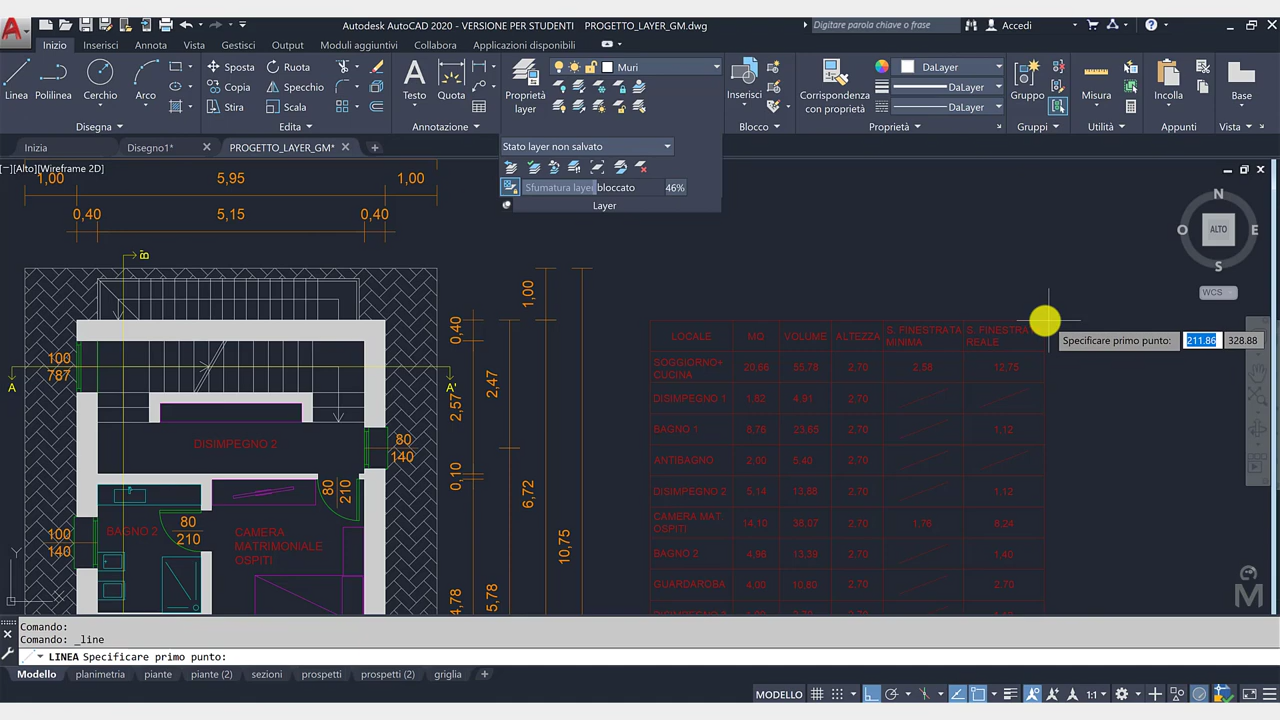 Autodesk AutoCAD 2020 - VERSIONE PER STUDENTI PROGETTO_LAYER_GM.dwg
Digitare parola chiave o frase
Accedi
Inizio Inserisci Annota Vista Gestisci Output Moduli aggiuntivi Collabora Applicazioni disponibili
Linea Polilinea Cerchio Arco
Sposta Ruota
Copia Specchio
Stira Scala
Testo Quota
Proprietà layer
Muri
Inserisci
Corrispondenza con proprietà
DaLayer
DaLayer
DaLayer
Gruppo Misura Incolla Base
Disegna Edita Annotazione Blocco Proprietà Gruppi Utilità Appunti Vista
Inizia Disegno1* PROGETTO_LAYER_GM*
Stato layer non salvato
Sfumatura layer bloccato 46%
Layer
[−][Alto][Wireframe 2D]
1,00 5,95 1,00
0,40 5,15 0,40
B'
N
O ALTO E
S
WCS
1,00
0,40
2,47
2,57
0,10
6,72
10,75
4,78
5,78
100
787
A A'
DISIMPEGNO 2
80
140
80
210
100
140
BAGNO 2
80
210
CAMERA
MATRIMONIALE
OSPITI
LOCALE MQ VOLUME ALTEZZA S. FINESTRATA MINIMA S. FINESTRA REALE
SOGGIORNO+ CUCINA 20,66 55,78 2,70 2,58 12,75
DISIMPEGNO 1 1,82 4,91 2,70
BAGNO 1 8,76 23,65 2,70 1,12
ANTIBAGNO 2,00 5,40 2,70
DISIMPEGNO 2 5,14 13,88 2,70 1,12
CAMERA MAT. OSPITI 14,10 38,07 2,70 1,76 8,24
BAGNO 2 4,96 13,39 2,70 1,40
GUARDAROBA 4,00 10,80 2,70 2,70
Specificare primo punto: 211.86 328.88
Y
Comando:
Comando: _line
LINEA Specificare primo punto:
Modello planimetria piante piante (2) sezioni prospetti prospetti (2) griglia
MODELLO 1:1
M